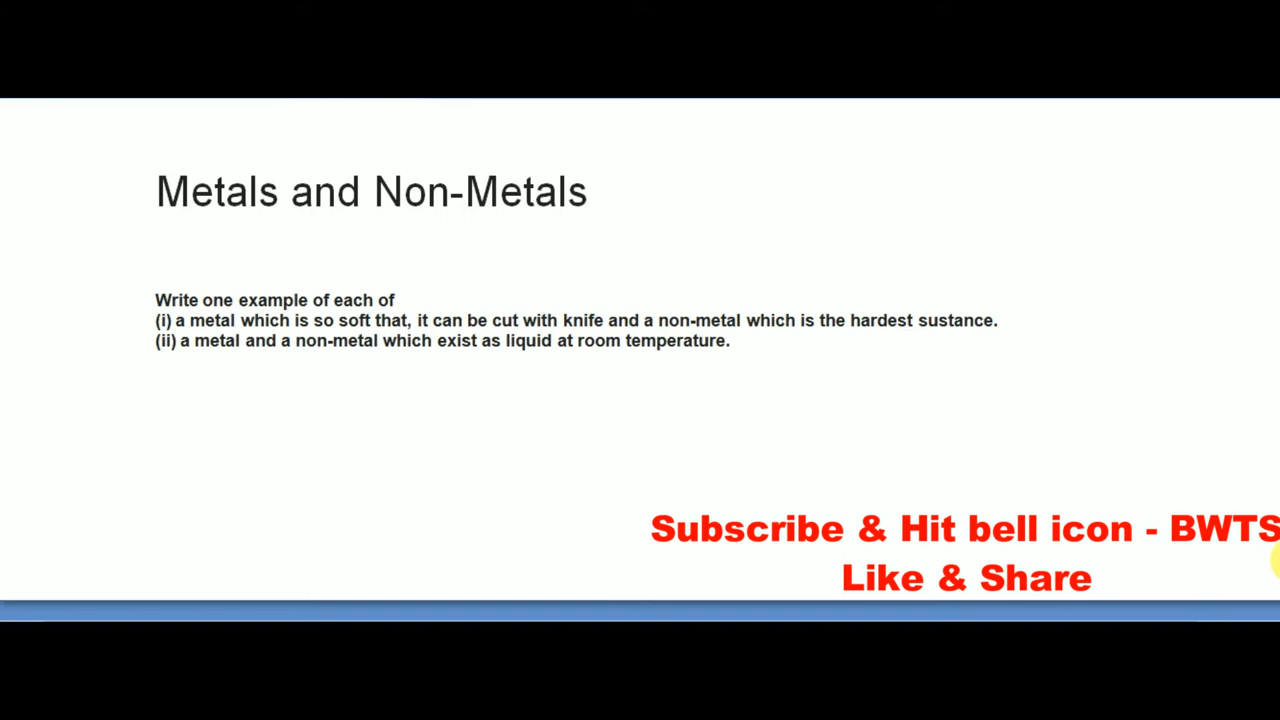 Metals and Non-Metals
Write one example of each of
(i) a metal which is so soft that, it can be cut with knife and a non-metal which is the hardest sustance.
(ii) a metal and a non-metal which exist as liquid at room temperature.
Subscribe & Hit bell icon - BWTS
Like & Share